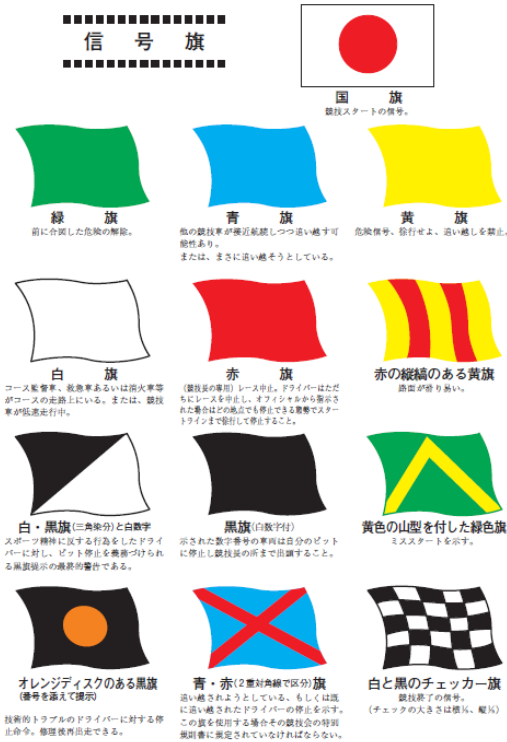 信号旗
国旗
競技スタートの信号。
緑旗
前に合図した危険の解除。
青旗
他の競技車が接近航続しつつ追い越す可
能性あり。
または、まさに追い越そうとしている。
黄旗
危険信号、徐行せよ、追い越しを禁止。
白旗
コース監督車、救急車あるいは消火車等
がコースの走路上にいる。または、競技
車が低速走行中。
赤旗
(競技長の専用)レース中止。ドライバーはただ
ちにレースを中止し、オフィシャルから指示さ
れた場合はどの地点でも停止できる態勢でスター
トラインまで徐行して停止すること。
赤の縦縞のある黄旗
路面が滑り易い。
白・黒旗(三角染分)と白数字
スポーツ精神に反する行為をしたドライ
バーに対し、ピット停止を義務づけられ
る黒旗提示の最終的警告である。
黒旗(白数字付)
示された数字番号の車両は自分のピット
に停止し競技長の所まで出頭すること。
黄色の山型を付した緑色旗
ミススタートを示す。
オレンジディスクのある黒旗
(番号を添えて提示)
技術的トラブルのドライバーに対する停
止命令。修理後再出走できる。
青・赤(2重対角線で区分)旗
追い越されようとしている、もしくは既
に追い越されたドライバーの停止を示す。
この旗を使用する場合その競技会の特別
規則書に規定されていなければならない。
白と黒のチェッカー旗
競技終了の信号。
(チェックの大きさは横⅙、縦⅙)